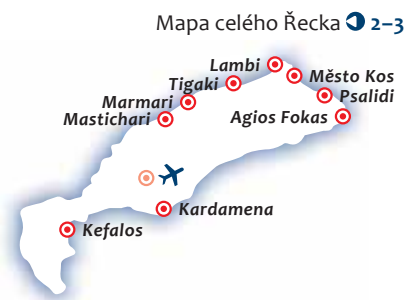 Mapa celého Řecka 2–3
Lambi
Město Kos
Tigaki
Psalidi
Marmari
Mastichari
Agios Fokas
Kardamena
Kefalos